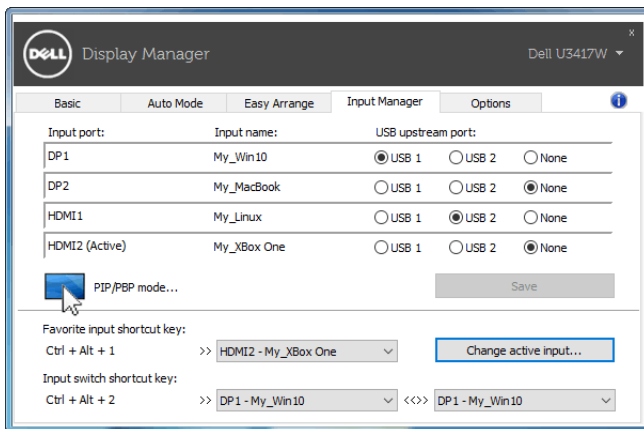 DELL Display Manager x
Dell U3417W
Basic Auto Mode Easy Arrange Input Manager Options i
Input port: Input name: USB upstream port:
DP1 My_Win10 USB 1 USB 2 None
DP2 My_MacBook USB 1 USB 2 None
HDMI1 My_Linux USB 1 USB 2 None
HDMI2 (Active) My_XBox One USB 1 USB 2 None
PIP/PBP mode... Save
Favorite input shortcut key:
Ctrl + Alt + 1 >> HDMI2 - My_XBox One Change active input...
Input switch shortcut key:
Ctrl + Alt + 2 >> DP1 - My_Win10 <<>> DP1 - My_Win10